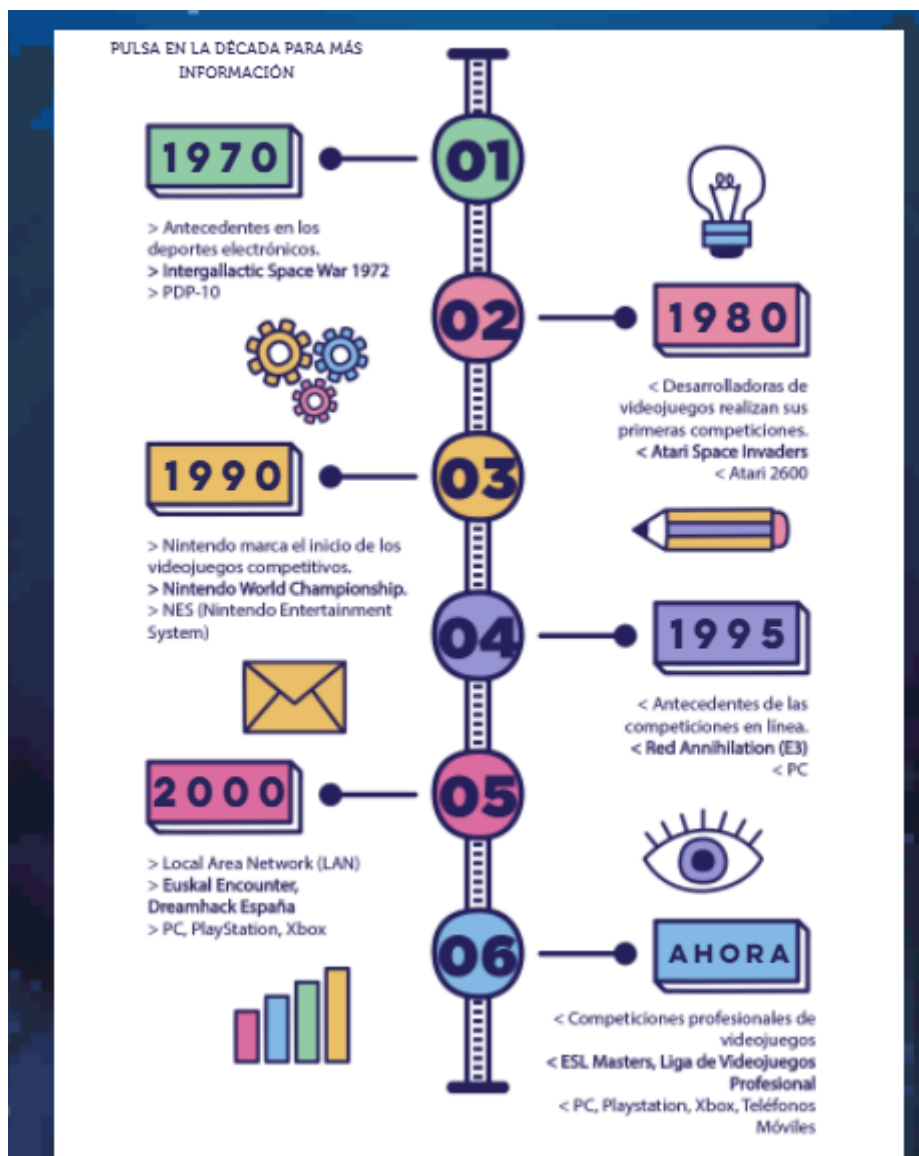 PULSA EN LA DÉCADA PARA MÁS
INFORMACIÓN
1970
01
> Antecedentes en los
deportes electrónicos.
> Intergallactic Space War 1972
> PDP-10
02
1980
< Desarrolladoras de
videojuegos realizan sus
primeras competiciones.
< Atari Space Invaders
< Atari 2600
1990
03
> Nintendo marca el inicio de los
videojuegos competitivos.
> Nintendo World Championship.
> NES (Nintendo Entertainment
System)
04
1995
< Antecedentes de las
competiciones en línea.
< Red Annihilation (E3)
< PC
2000
05
> Local Area Network (LAN)
> Euskal Encounter,
Dreamhack España
> PC, PlayStation, Xbox
06
AHORA
< Competiciones profesionales de
videojuegos
< ESL Masters, Liga de Videojuegos
Profesional
< PC, Playstation, Xbox, Teléfonos
Móviles